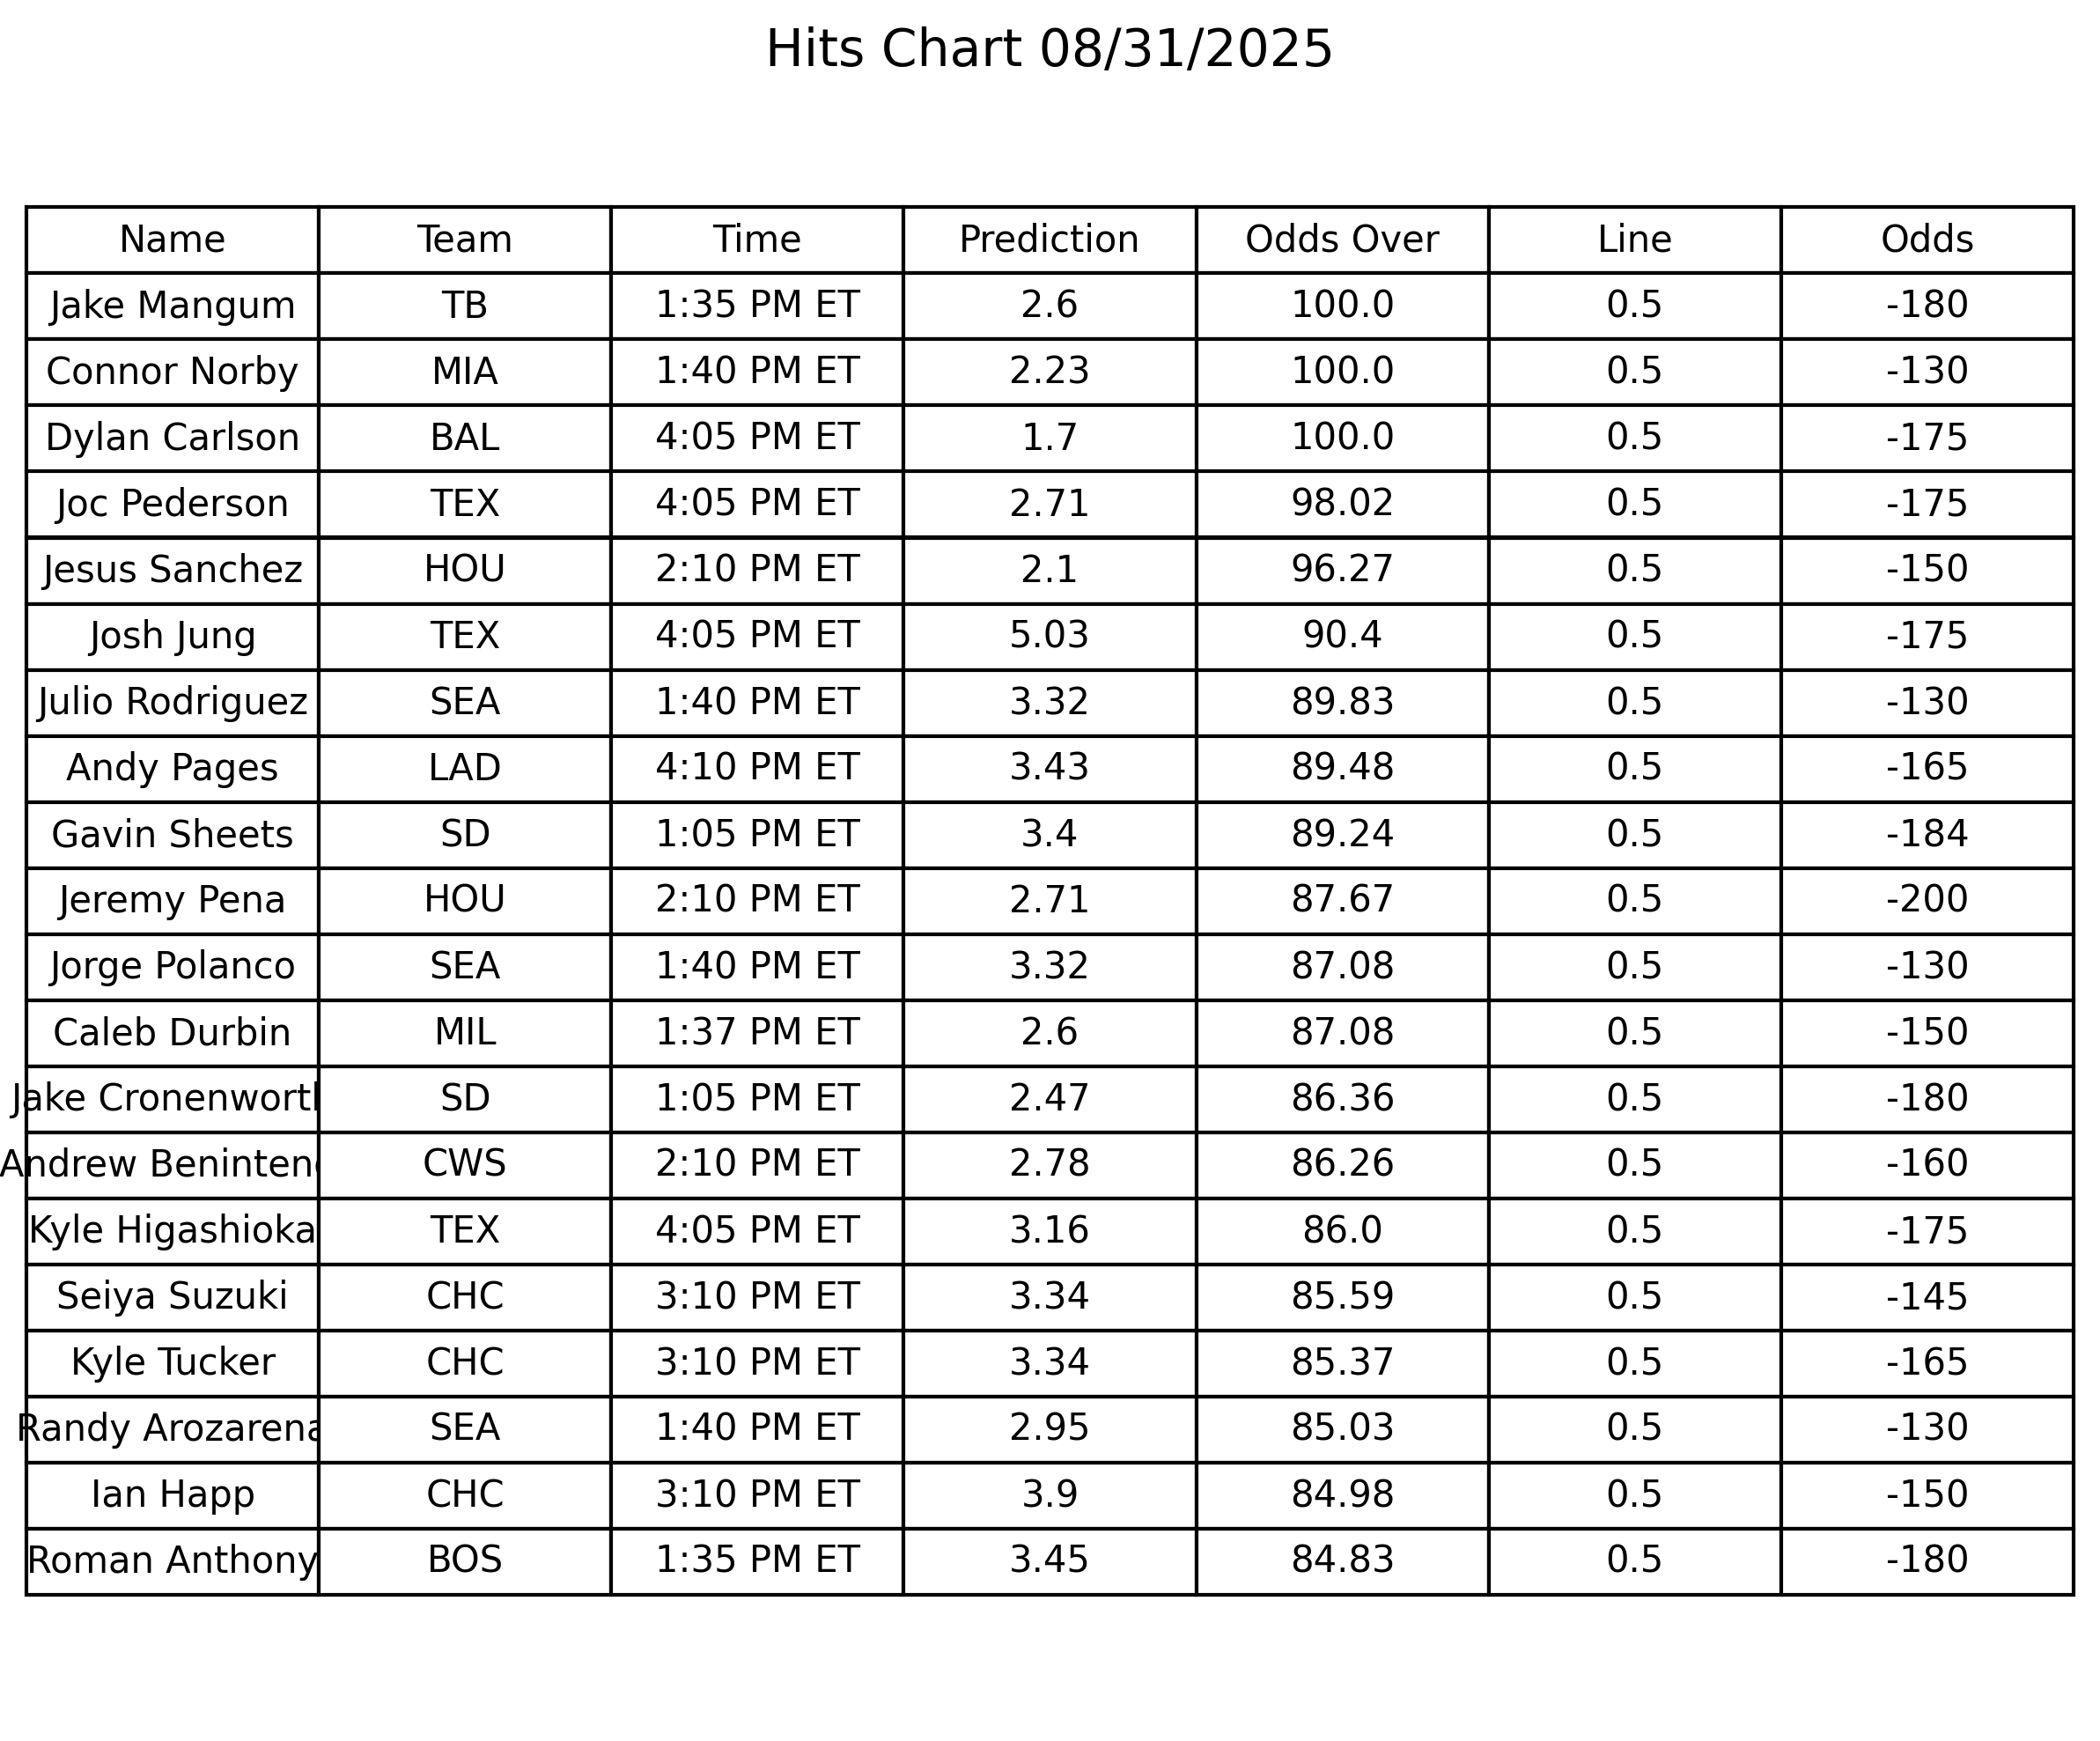 Hits Chart 08/31/2025
Name Team Time Prediction Odds Over Line Odds
Jake Mangum TB 1:35 PM ET 2.6 100.0 0.5 -180
Connor Norby MIA 1:40 PM ET 2.23 100.0 0.5 -130
Dylan Carlson BAL 4:05 PM ET 1.7 100.0 0.5 -175
Joc Pederson TEX 4:05 PM ET 2.71 98.02 0.5 -175
Jesus Sanchez HOU 2:10 PM ET 2.1 96.27 0.5 -150
Josh Jung TEX 4:05 PM ET 5.03 90.4 0.5 -175
Julio Rodriguez SEA 1:40 PM ET 3.32 89.83 0.5 -130
Andy Pages LAD 4:10 PM ET 3.43 89.48 0.5 -165
Gavin Sheets SD 1:05 PM ET 3.4 89.24 0.5 -184
Jeremy Pena HOU 2:10 PM ET 2.71 87.67 0.5 -200
Jorge Polanco SEA 1:40 PM ET 3.32 87.08 0.5 -130
Caleb Durbin MIL 1:37 PM ET 2.6 87.08 0.5 -150
Jake Cronenworth SD 1:05 PM ET 2.47 86.36 0.5 -180
Andrew Beninten CWS 2:10 PM ET 2.78 86.26 0.5 -160
Kyle Higashioka TEX 4:05 PM ET 3.16 86.0 0.5 -175
Seiya Suzuki CHC 3:10 PM ET 3.34 85.59 0.5 -145
Kyle Tucker CHC 3:10 PM ET 3.34 85.37 0.5 -165
Randy Arozarena SEA 1:40 PM ET 2.95 85.03 0.5 -130
Ian Happ CHC 3:10 PM ET 3.9 84.98 0.5 -150
Roman Anthony BOS 1:35 PM ET 3.45 84.83 0.5 -180